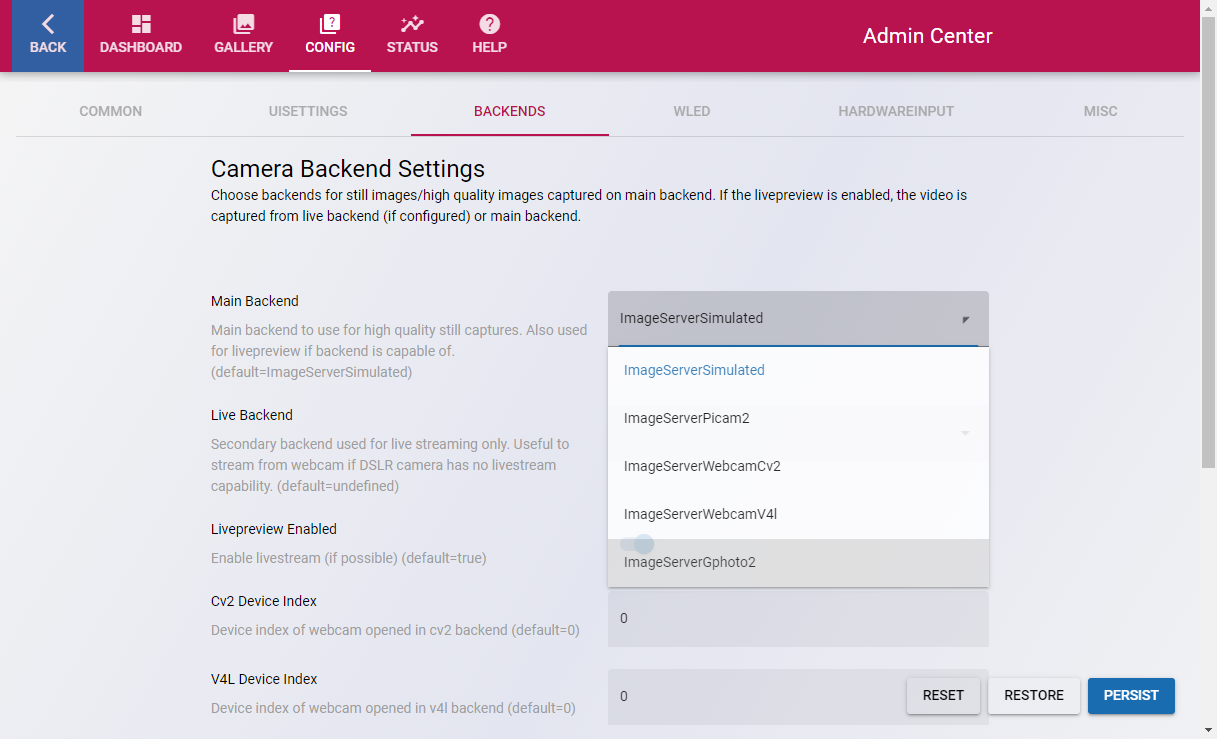 BACK
DASHBOARD
GALLERY
CONFIG
STATUS
HELP
Admin Center
COMMON
UISETTINGS
BACKENDS
WLED
HARDWAREINPUT
MISC
Camera Backend Settings
Choose backends for still images/high quality images captured on main backend. If the livepreview is enabled, the video is
captured from live backend (if configured) or main backend.
Main Backend
Main backend to use for high quality still captures. Also used
for livepreview if backend is capable of.
(default=ImageServerSimulated)
ImageServerSimulated
ImageServerSimulated
ImageServerPicam2
ImageServerWebcamCv2
ImageServerWebcamV4l
ImageServerGphoto2
Live Backend
Secondary backend used for live streaming only. Useful to
stream from webcam if DSLR camera has no livestream
capability. (default=undefined)
Livepreview Enabled
Enable livestream (if possible) (default=true)
Cv2 Device Index
Device index of webcam opened in cv2 backend (default=0)
0
V4L Device Index
Device index of webcam opened in v4l backend (default=0)
0
RESET
RESTORE
PERSIST